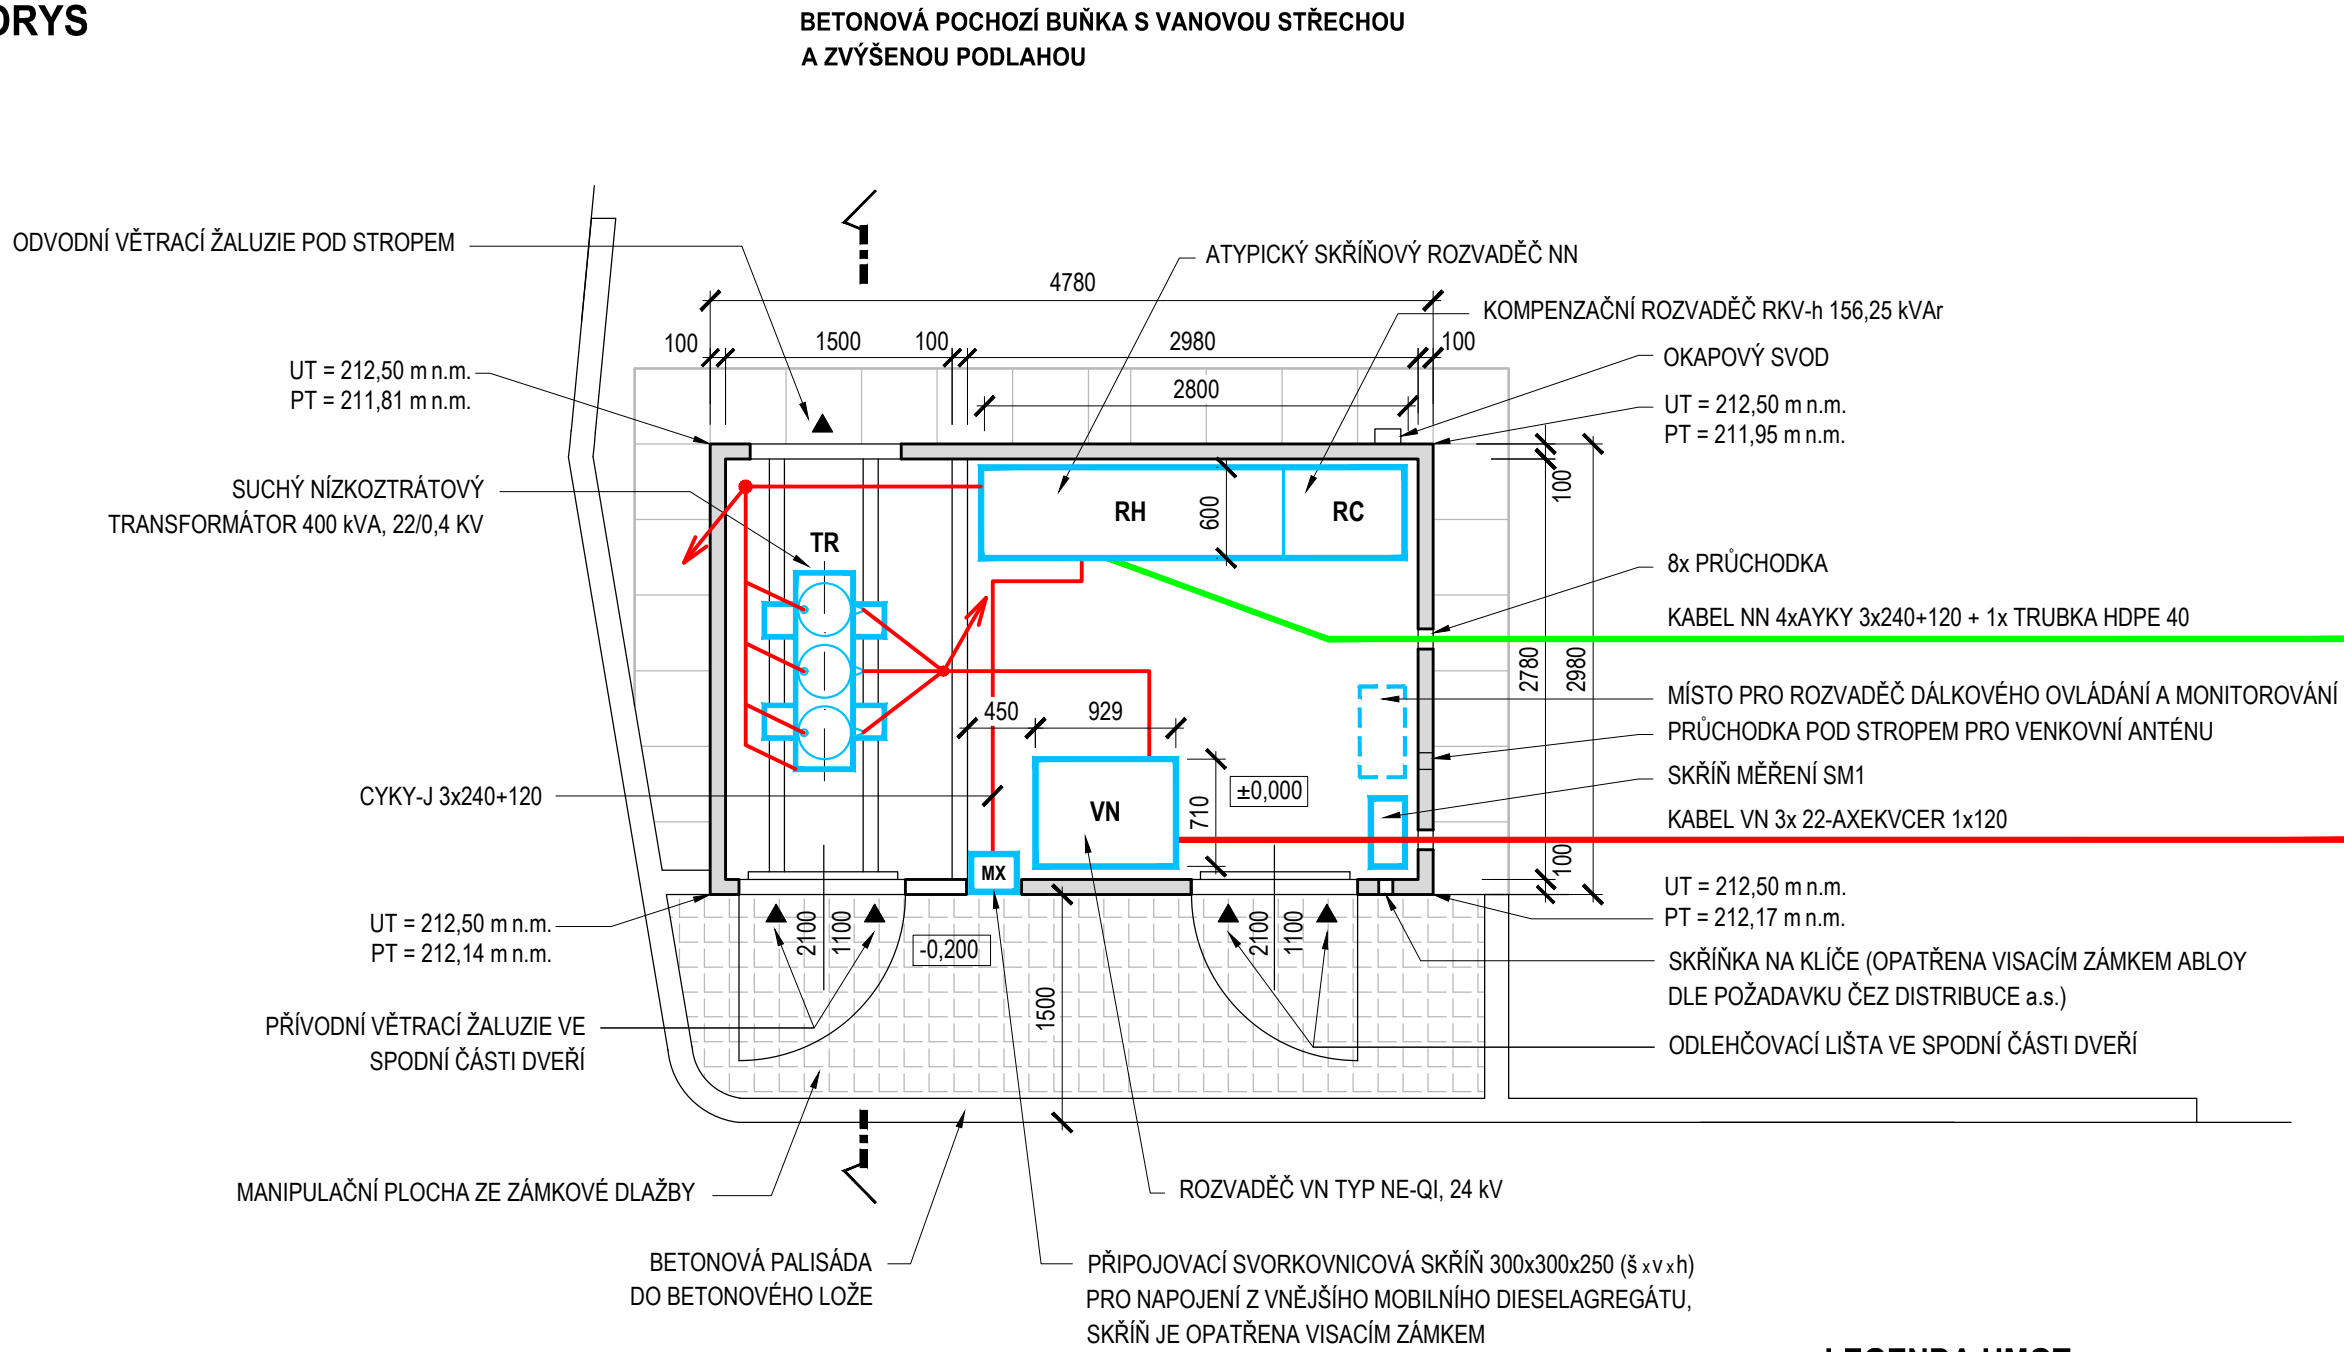 BETONOVÁ POCHOZÍ BUŇKA S VANOVOU STŘECHOU
A ZVÝŠENOU PODLAHOU
ODVODNÍ VĚTRACÍ ŽALUZIE POD STROPEM
ATYPICKÝ SKŘÍŇOVÝ ROZVADĚČ NN
4780
KOMPENZAČNÍ ROZVADĚČ RKV-h 156,25 kVAr
100
1500
100
2980
100
OKAPOVÝ SVOD
UT = 212,50 m n.m.
PT = 211,81 m n.m.
2800
UT = 212,50 m n.m.
PT = 211,95 m n.m.
SUCHÝ NÍZKOZTRÁTOVÝ
TRANSFORMÁTOR 400 kVA, 22/0,4 KV
TR
RH
600
RC
100
8x PRŮCHODKA
KABEL NN 4xAYKY 3x240+120 + 1x TRUBKA HDPE 40
2780
2980
MÍSTO PRO ROZVADĚČ DÁLKOVÉHO OVLÁDÁNÍ A MONITOROVÁNÍ
450
929
PRŮCHODKA POD STROPEM PRO VENKOVNÍ ANTÉNU
SKŘÍŇ MĚŘENÍ SM1
CYKY-J 3x240+120
VN
710
±0,000
KABEL VN 3x 22-AXEKVCER 1x120
100
MX
UT = 212,50 m n.m.
PT = 212,17 m n.m.
UT = 212,50 m n.m.
PT = 212,14 m n.m.
2100
1100
-0,200
2100
1100
SKŘÍŇKA NA KLÍČE (OPATŘENA VISACÍM ZÁMKEM ABLOY
DLE POŽADAVKU ČEZ DISTRIBUCE a.s.)
1500
PŘÍVODNÍ VĚTRACÍ ŽALUZIE VE
SPODNÍ ČÁSTI DVEŘÍ
ODLEHČOVACÍ LIŠTA VE SPODNÍ ČÁSTI DVEŘÍ
MANIPULAČNÍ PLOCHA ZE ZÁMKOVÉ DLAŽBY
ROZVADĚČ VN TYP NE-QI, 24 kV
BETONOVÁ PALISÁDA
DO BETONOVÉHO LOŽE
PŘIPOJOVACÍ SVORKOVNICOVÁ SKŘÍŇ 300x300x250 (š x v x h)
PRO NAPOJENÍ Z VNĚJŠÍHO MOBILNÍHO DIESELAGREGÁTU,
SKŘÍŇ JE OPATŘENA VISACÍM ZÁMKEM